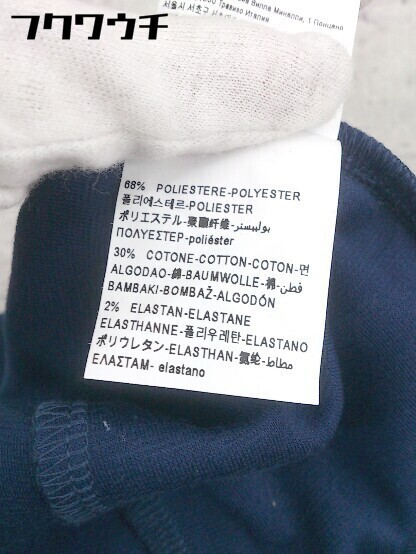 フクワウチ
Тревизо Италия
68% POLIESTERE-POLYESTER
폴리에스테르-POLIESTER
ポリエステル-聚酯纤维-بوليستر
ΠΟΛΥΕΣΤΕΡ-poliéster
30% COTONE-COTTON-COTON-면
ALGODAO-綿-BAUMWOLLE-棉-قطن
BAMBAKI-BOMBAŽ-ALGODÓN
2% ELASTAN-ELASTANE
ELASTHANNE-폴리우레탄-ELASTANO
ポリウレタン-ELASTHAN-氨纶-مطاط
ΕΛΑΣΤΑΜ- elastano